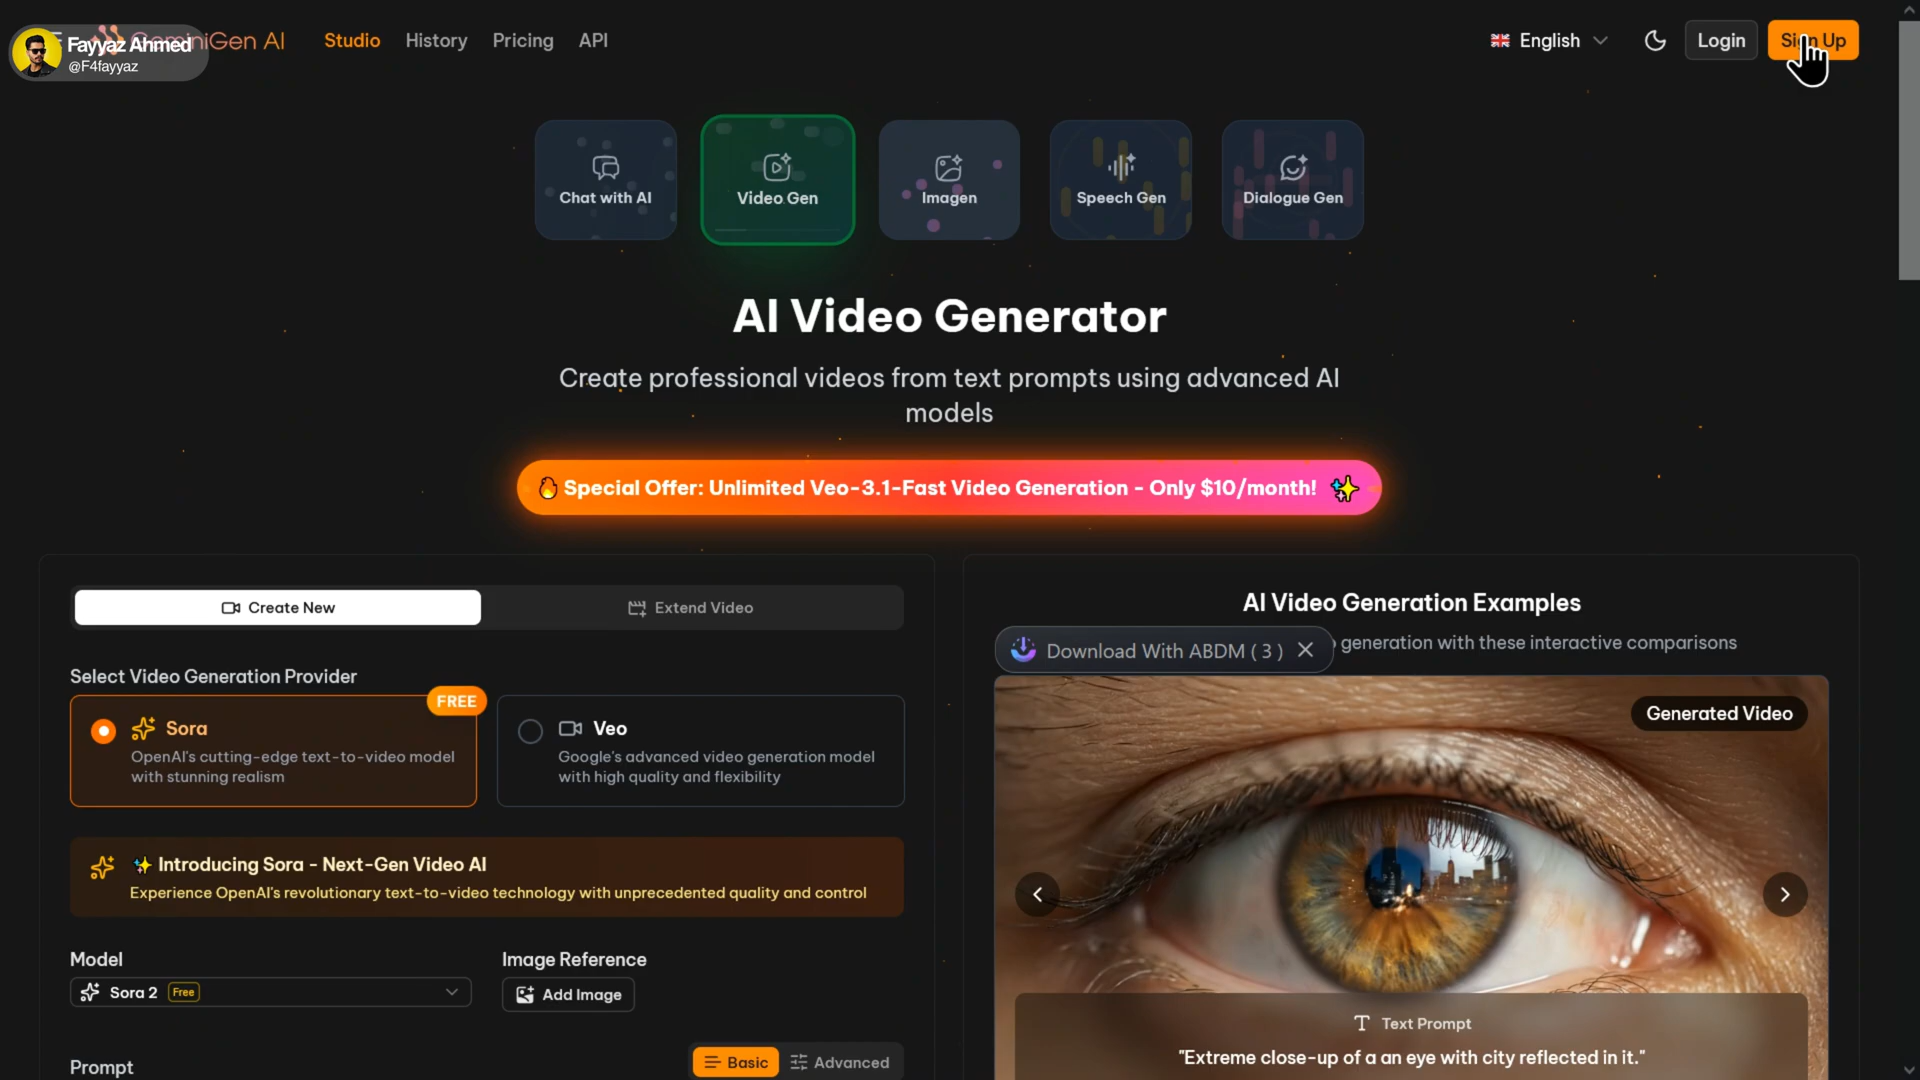 Fayyaz Ahmed
@F4fayyaz
GeminiGen AI
Studio
History
Pricing
API
English
Login
Sign Up
Chat with AI
Video Gen
Imagen
Speech Gen
Dialogue Gen
AI Video Generator
Create professional videos from text prompts using advanced AI
models
🔥 Special Offer: Unlimited Veo-3.1-Fast Video Generation - Only $10/month! ✨
Create New
Extend Video
Select Video Generation Provider
FREE
Sora
OpenAI's cutting-edge text-to-video model
with stunning realism
Veo
Google's advanced video generation model
with high quality and flexibility
✨ Introducing Sora - Next-Gen Video AI
Experience OpenAI's revolutionary text-to-video technology with unprecedented quality and control
Model
Sora 2 Free
Image Reference
Add Image
Prompt
Basic
Advanced
AI Video Generation Examples
Download With ABDM ( 3 )
generation with these interactive comparisons
Generated Video
Text Prompt
"Extreme close-up of a an eye with city reflected in it."